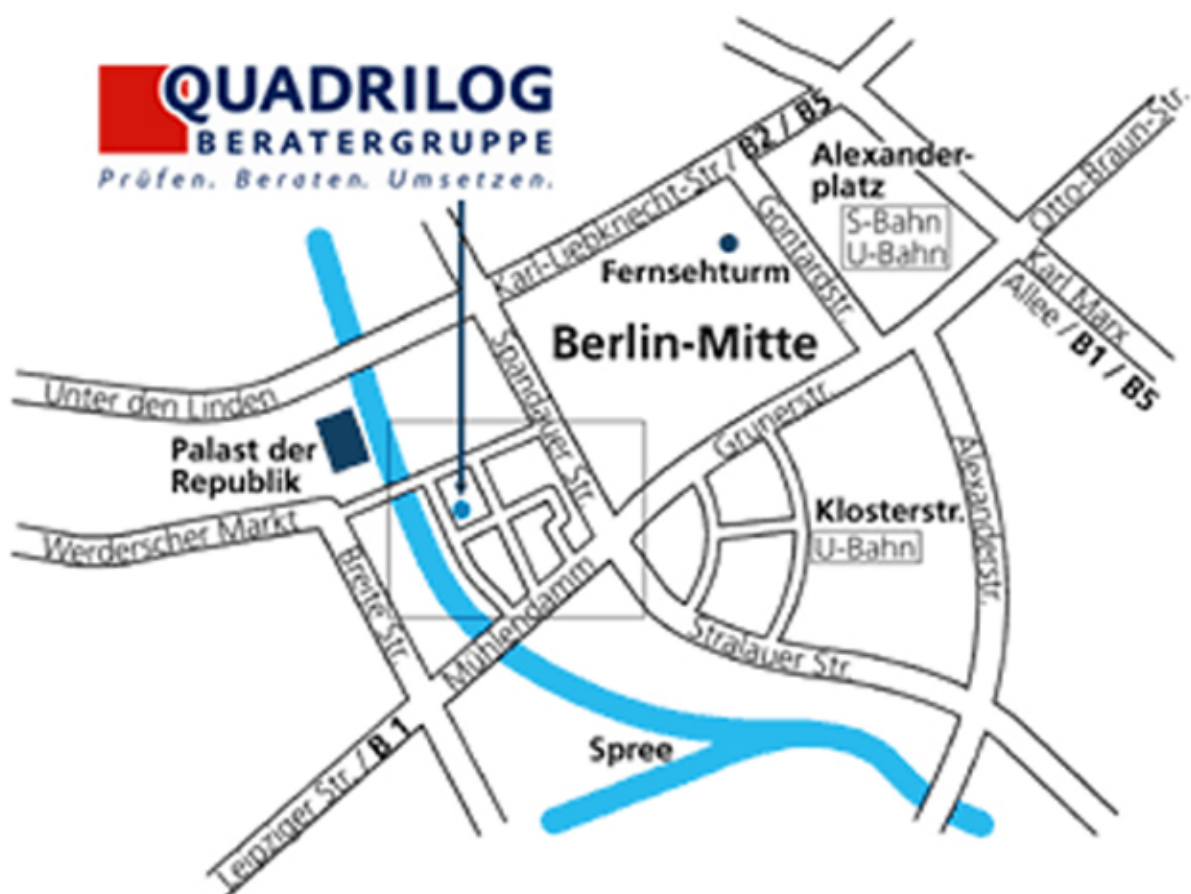 QUADRILOG
BERATERGRUPPE
Prüfen. Beraten. Umsetzen.
Karl-Liebknecht-Str. / B2 / B5
Alexander-
platz
S-Bahn
U-Bahn
Otto-Braun-Str.
Gontardstr.
Fernsehturm
Karl Marx
Allee / B1 / B5
Berlin-Mitte
Spandauer Str.
Unter den Linden
Grunerstr.
Palast der
Republik
Alexanderstr.
Klosterstr.
U-Bahn
Werderscher Markt
Breite Str.
Mühlendamm
Stralauer Str.
Spree
Leipziger Str. / B 1